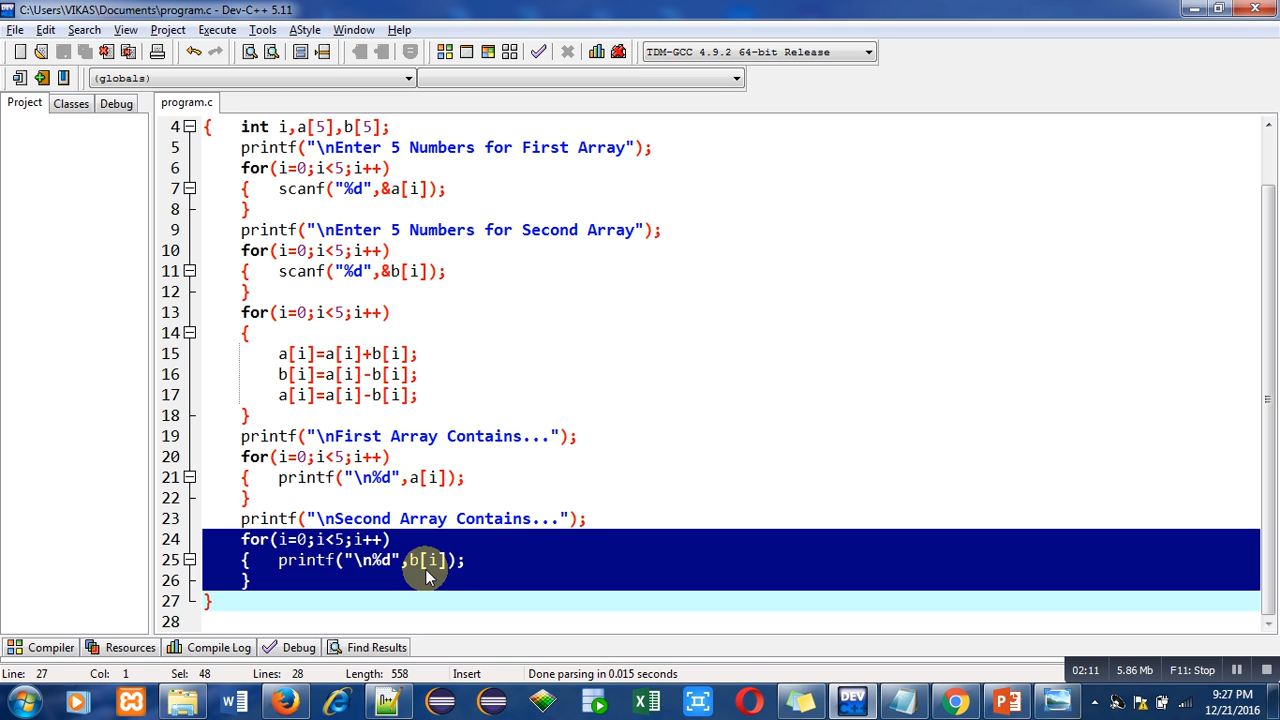 C:\Users\VIKAS\Documents\program.c - Dev-C++ 5.11
File Edit Search View Project Execute Tools AStyle Window Help
TDM-GCC 4.9.2 64-bit Release
(globals)
Project Classes Debug program.c
4 { int i,a[5],b[5];
5 printf("\nEnter 5 Numbers for First Array");
6 for(i=0;i<5;i++)
7 { scanf("%d",&a[i]);
8 }
9 printf("\nEnter 5 Numbers for Second Array");
10 for(i=0;i<5;i++)
11 { scanf("%d",&b[i]);
12 }
13 for(i=0;i<5;i++)
14 {
15 a[i]=a[i]+b[i];
16 b[i]=a[i]-b[i];
17 a[i]=a[i]-b[i];
18 }
19 printf("\nFirst Array Contains...");
20 for(i=0;i<5;i++)
21 { printf("\n%d",a[i]);
22 }
23 printf("\nSecond Array Contains...");
24 for(i=0;i<5;i++)
25 { printf("\n%d",b[i]);
26 }
27 }
28
Compiler Resources Compile Log Debug Find Results
Line: 27 Col: 1 Sel: 48 Lines: 28 Length: 558 Insert Done parsing in 0.015 seconds
02:11 5.86 Mb F11: Stop
9:27 PM
12/21/2016